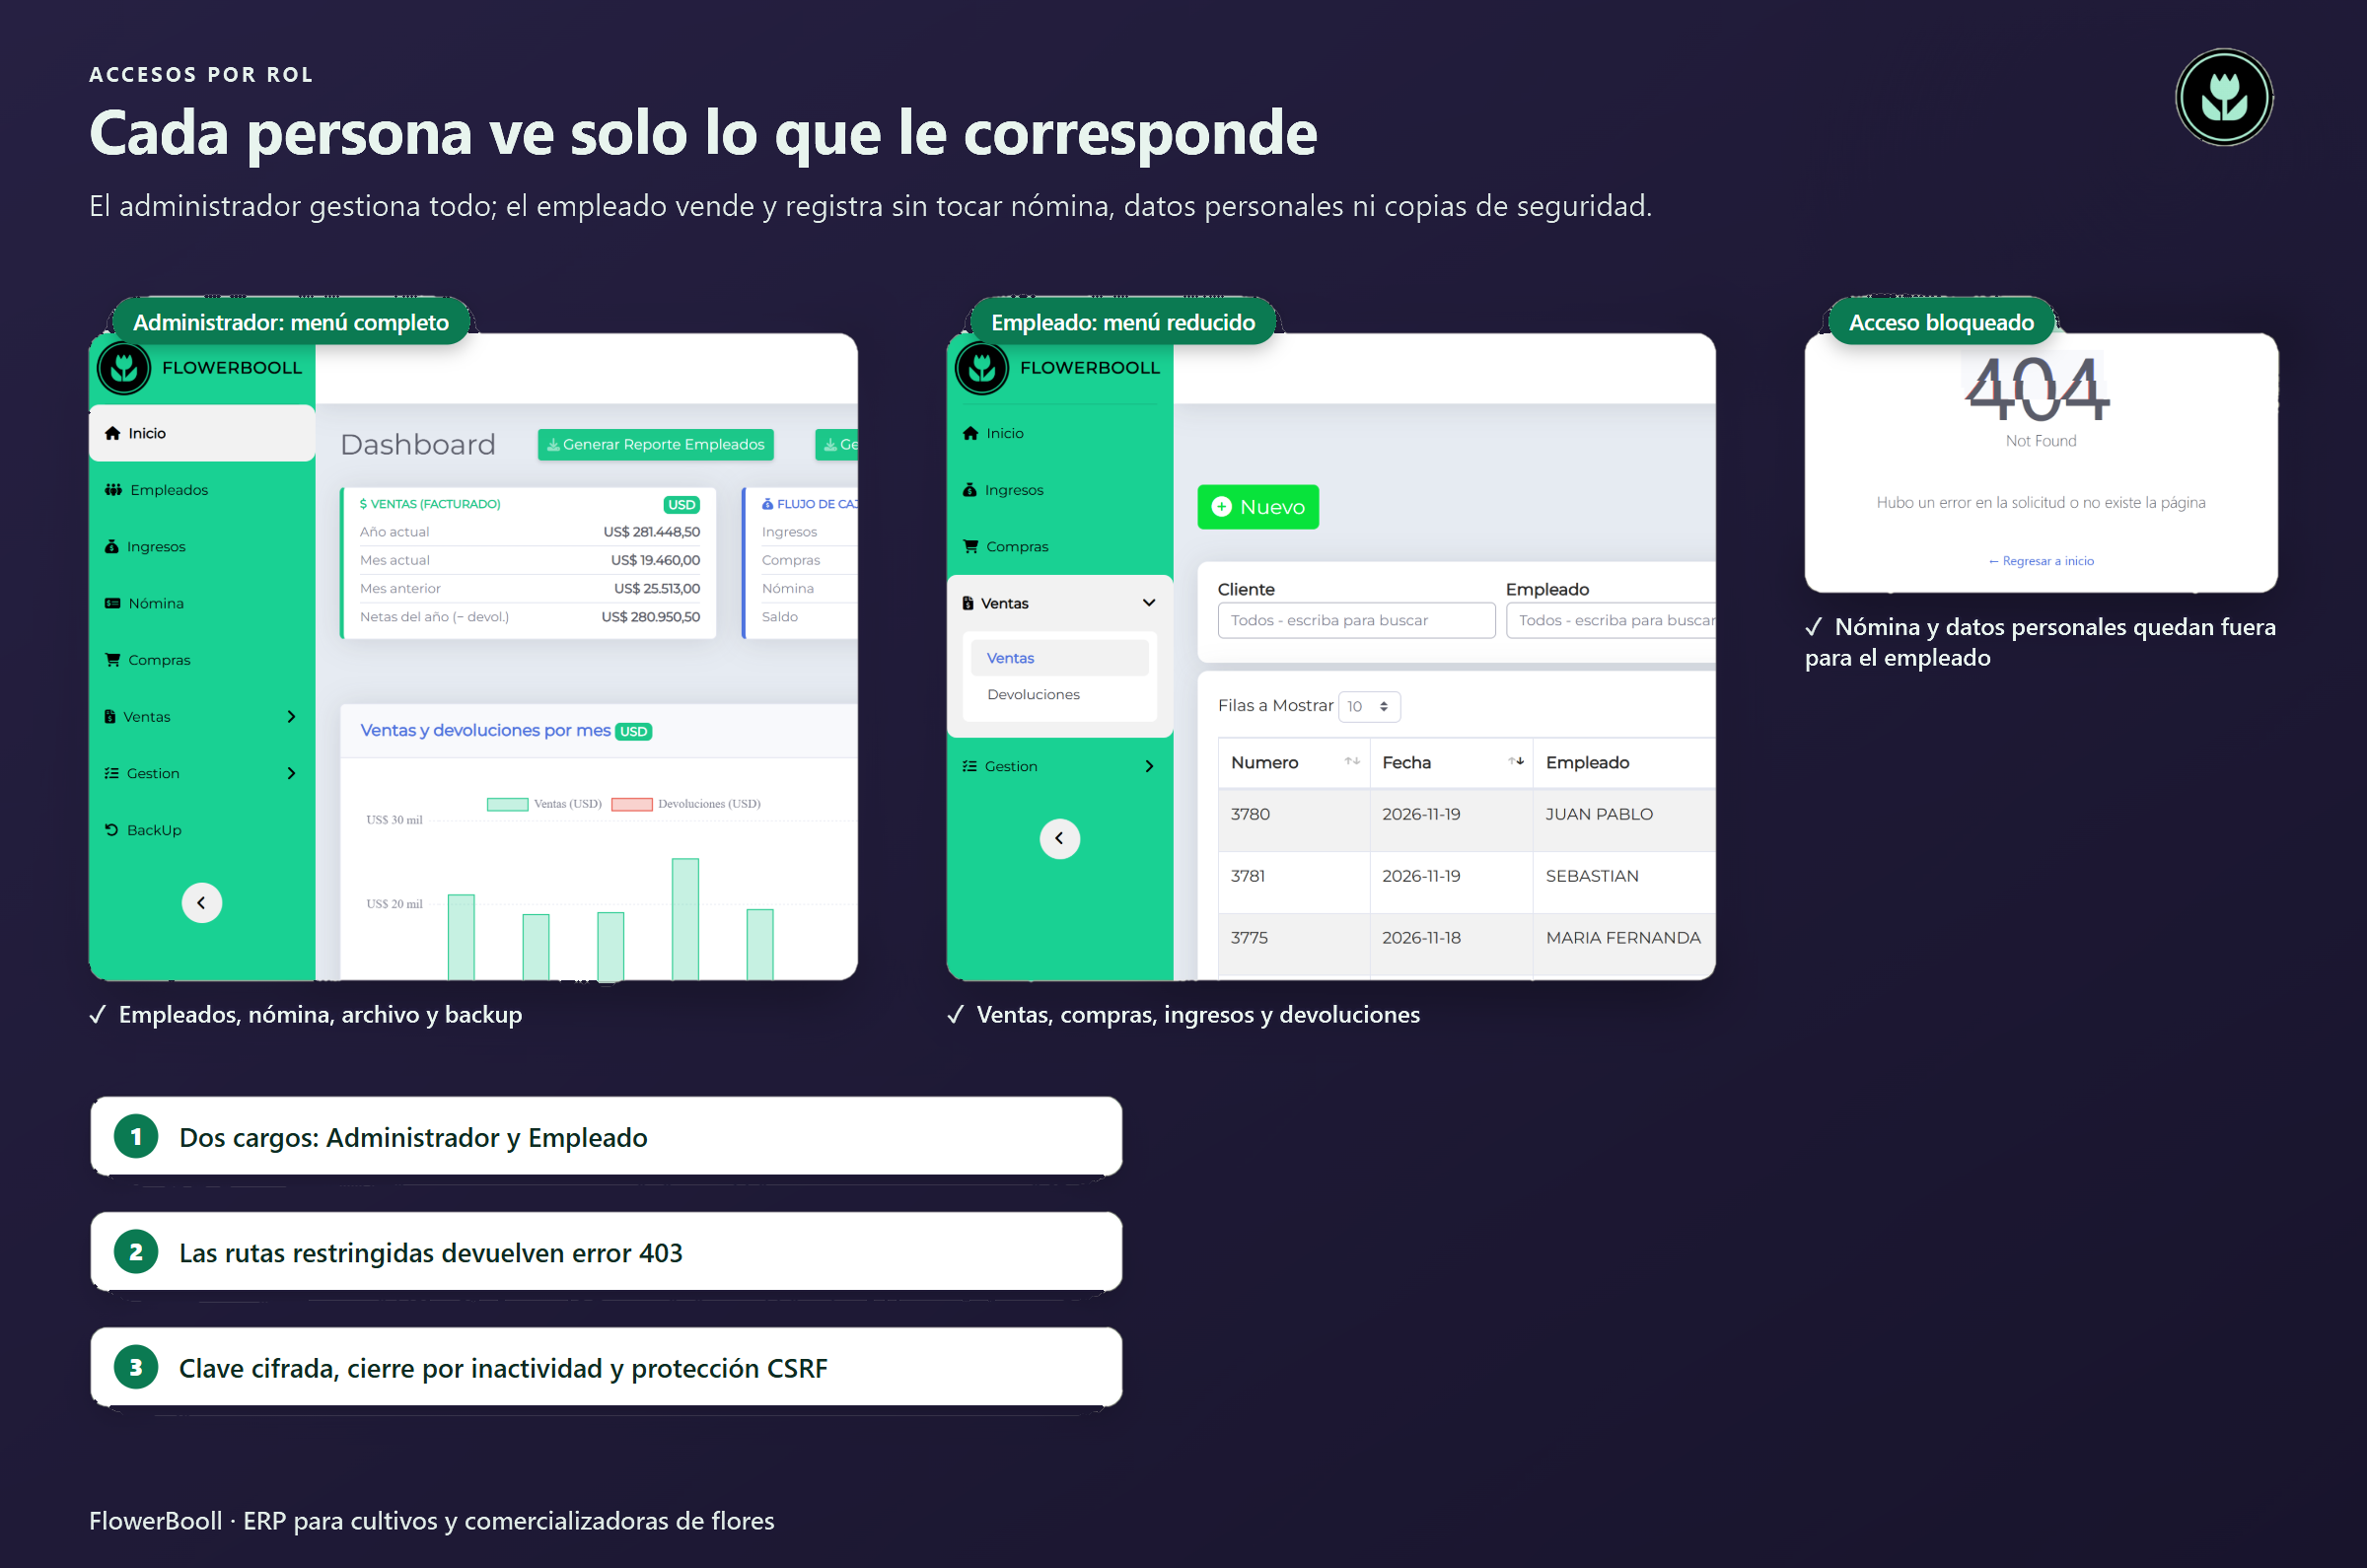 ACCESOS POR ROL
Cada persona ve solo lo que le corresponde
El administrador gestiona todo; el empleado vende y registra sin tocar nómina, datos personales ni copias de seguridad.
Administrador: menú completo
FLOWERBOOLL
Inicio
Empleados
Ingresos
Nómina
Compras
Ventas
Gestion
BackUp
Dashboard
Generar Reporte Empleados
Ge
$ VENTAS (FACTURADO) USD
Año actual US$ 281.448,50
Mes actual US$ 19.460,00
Mes anterior US$ 25.513,00
Netas del año (− devol.) US$ 280.950,50
FLUJO DE CAJ
Ingresos
Compras
Nómina
Saldo
Ventas y devoluciones por mes USD
Ventas (USD) Devoluciones (USD)
US$ 30 mil
US$ 20 mil
✓ Empleados, nómina, archivo y backup
Empleado: menú reducido
FLOWERBOOLL
Inicio
Ingresos
Compras
Ventas
Ventas
Devoluciones
Gestion
Nuevo
Cliente Empleado
Todos - escriba para buscar Todos - escriba para buscar
Filas a Mostrar 10
Numero Fecha Empleado
3780 2026-11-19 JUAN PABLO
3781 2026-11-19 SEBASTIAN
3775 2026-11-18 MARIA FERNANDA
✓ Ventas, compras, ingresos y devoluciones
Acceso bloqueado
404
Not Found
Hubo un error en la solicitud o no existe la página
← Regresar a inicio
✓ Nómina y datos personales quedan fuera
para el empleado
1 Dos cargos: Administrador y Empleado
2 Las rutas restringidas devuelven error 403
3 Clave cifrada, cierre por inactividad y protección CSRF
FlowerBooll · ERP para cultivos y comercializadoras de flores